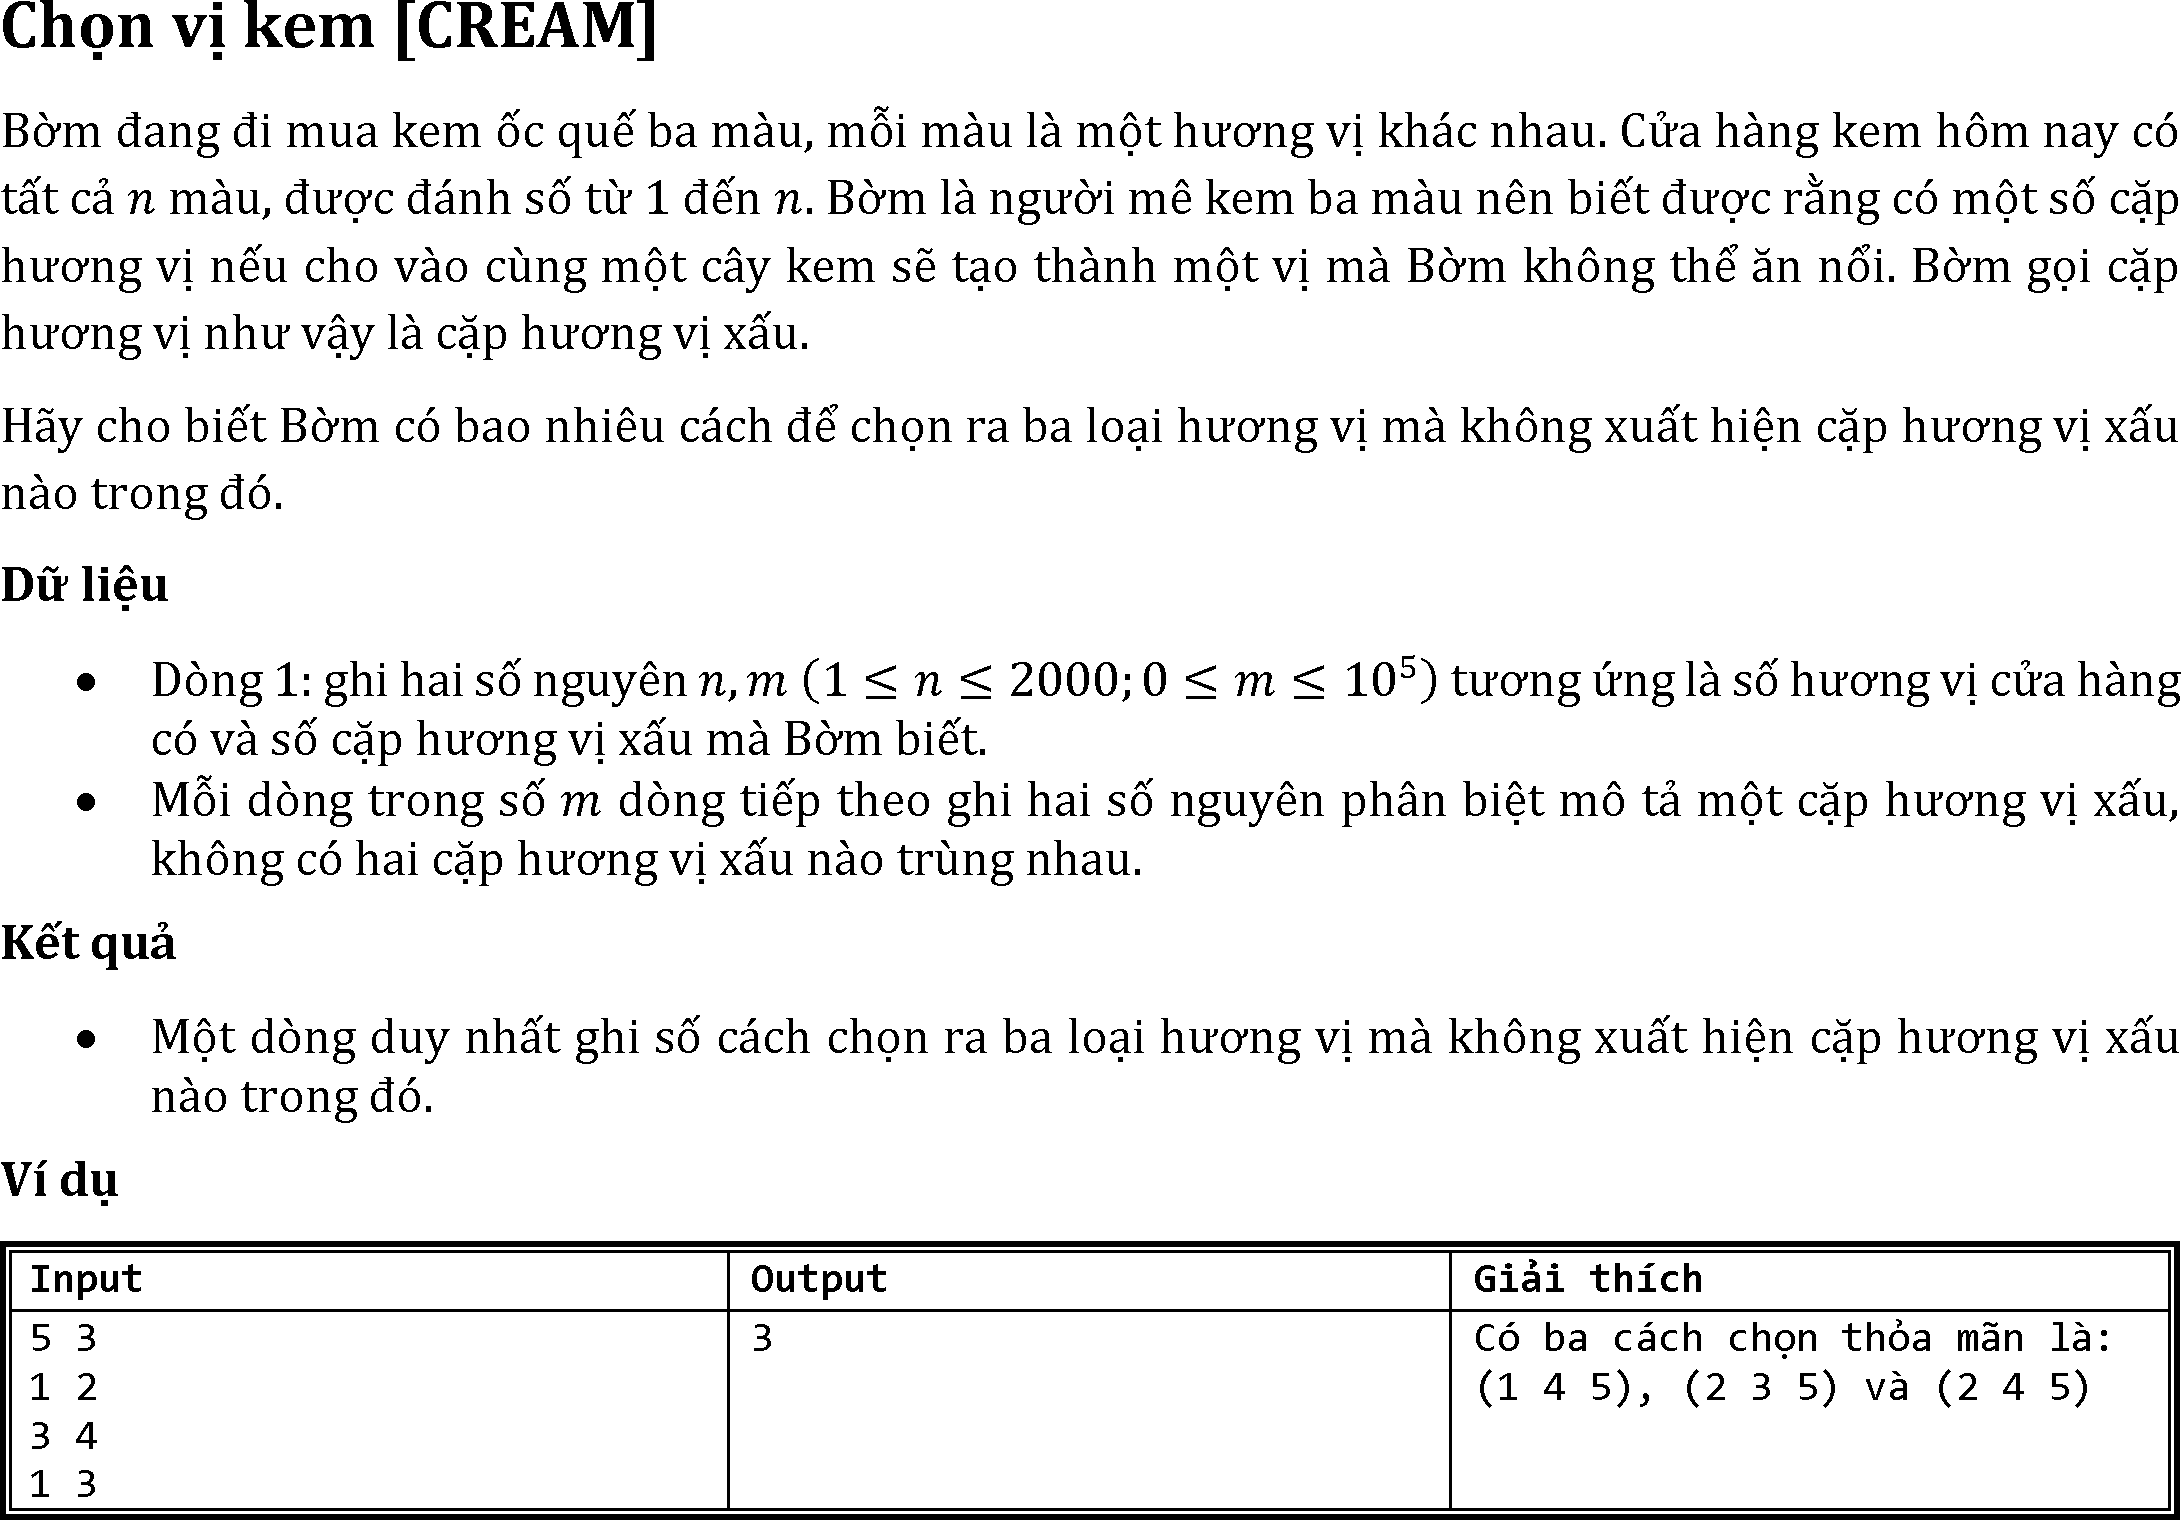 Chọn vị kem [CREAM]
Bờm đang đi mua kem ốc quế ba màu, mỗi màu là một hương vị khác nhau. Cửa hàng kem hôm nay có
tất cả n màu, được đánh số từ 1 đến n. Bờm là người mê kem ba màu nên biết được rằng có một số cặp
hương vị nếu cho vào cùng một cây kem sẽ tạo thành một vị mà Bờm không thể ăn nổi. Bờm gọi cặp
hương vị như vậy là cặp hương vị xấu.
Hãy cho biết Bờm có bao nhiêu cách để chọn ra ba loại hương vị mà không xuất hiện cặp hương vị xấu
nào trong đó.
Dữ liệu
• Dòng 1: ghi hai số nguyên n, m (1 ≤ n ≤ 2000; 0 ≤ m ≤ 10⁵) tương ứng là số hương vị cửa hàng
có và số cặp hương vị xấu mà Bờm biết.
• Mỗi dòng trong số m dòng tiếp theo ghi hai số nguyên phân biệt mô tả một cặp hương vị xấu,
không có hai cặp hương vị xấu nào trùng nhau.
Kết quả
• Một dòng duy nhất ghi số cách chọn ra ba loại hương vị mà không xuất hiện cặp hương vị xấu
nào trong đó.
Ví dụ
Input Output Giải thích
5 3 3 Có ba cách chọn thỏa mãn là:
1 2 (1 4 5), (2 3 5) và (2 4 5)
3 4
1 3